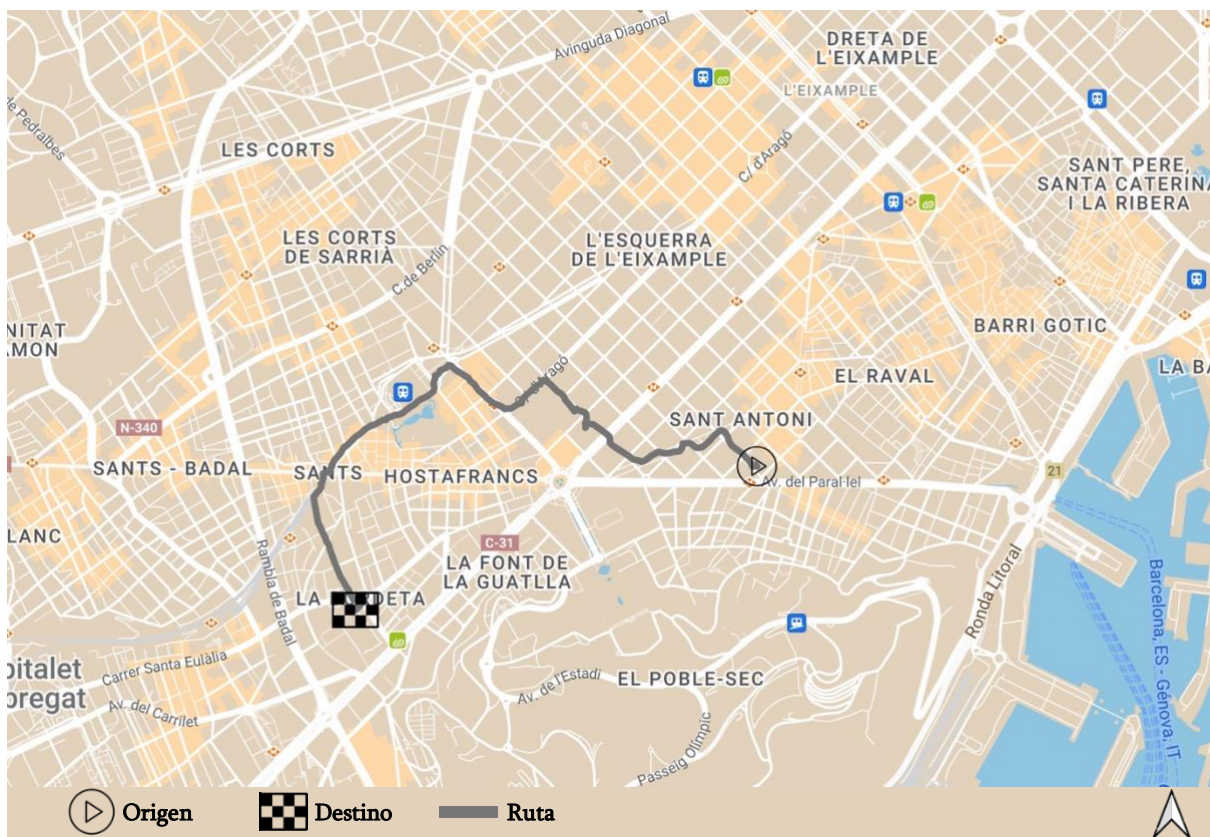 Avinguda Diagonal
DRETA DE
L'EIXAMPLE
L'EIXAMPLE
de Pedralbes
LES CORTS
C/ d'Aragó
SANT PERE,
SANTA CATERINA
I LA RIBERA
LES CORTS
DE SARRIÀ
C.de Berlín
L'ESQUERRA
DE L'EIXAMPLE
NITAT
AMON
BARRI GOTIC
LA BA
EL RAVAL
d'Aragó
SANT ANTONI
N-340
SANTS - BADAL
SANTS
HOSTAFRANCS
Av. del Paral·lel
21
LANC
C-31
LA FONT DE
LA GUATLLA
Rambla de Badal
LA
DETA
Ronda Litoral
Barcelona, ES - Génova, IT
Carrer Santa Eulàlia
pitalet
bregat
Av. del Carrilet
Av. de l'Estadi
EL POBLE-SEC
Passeig Olímpic
Origen
Destino
Ruta